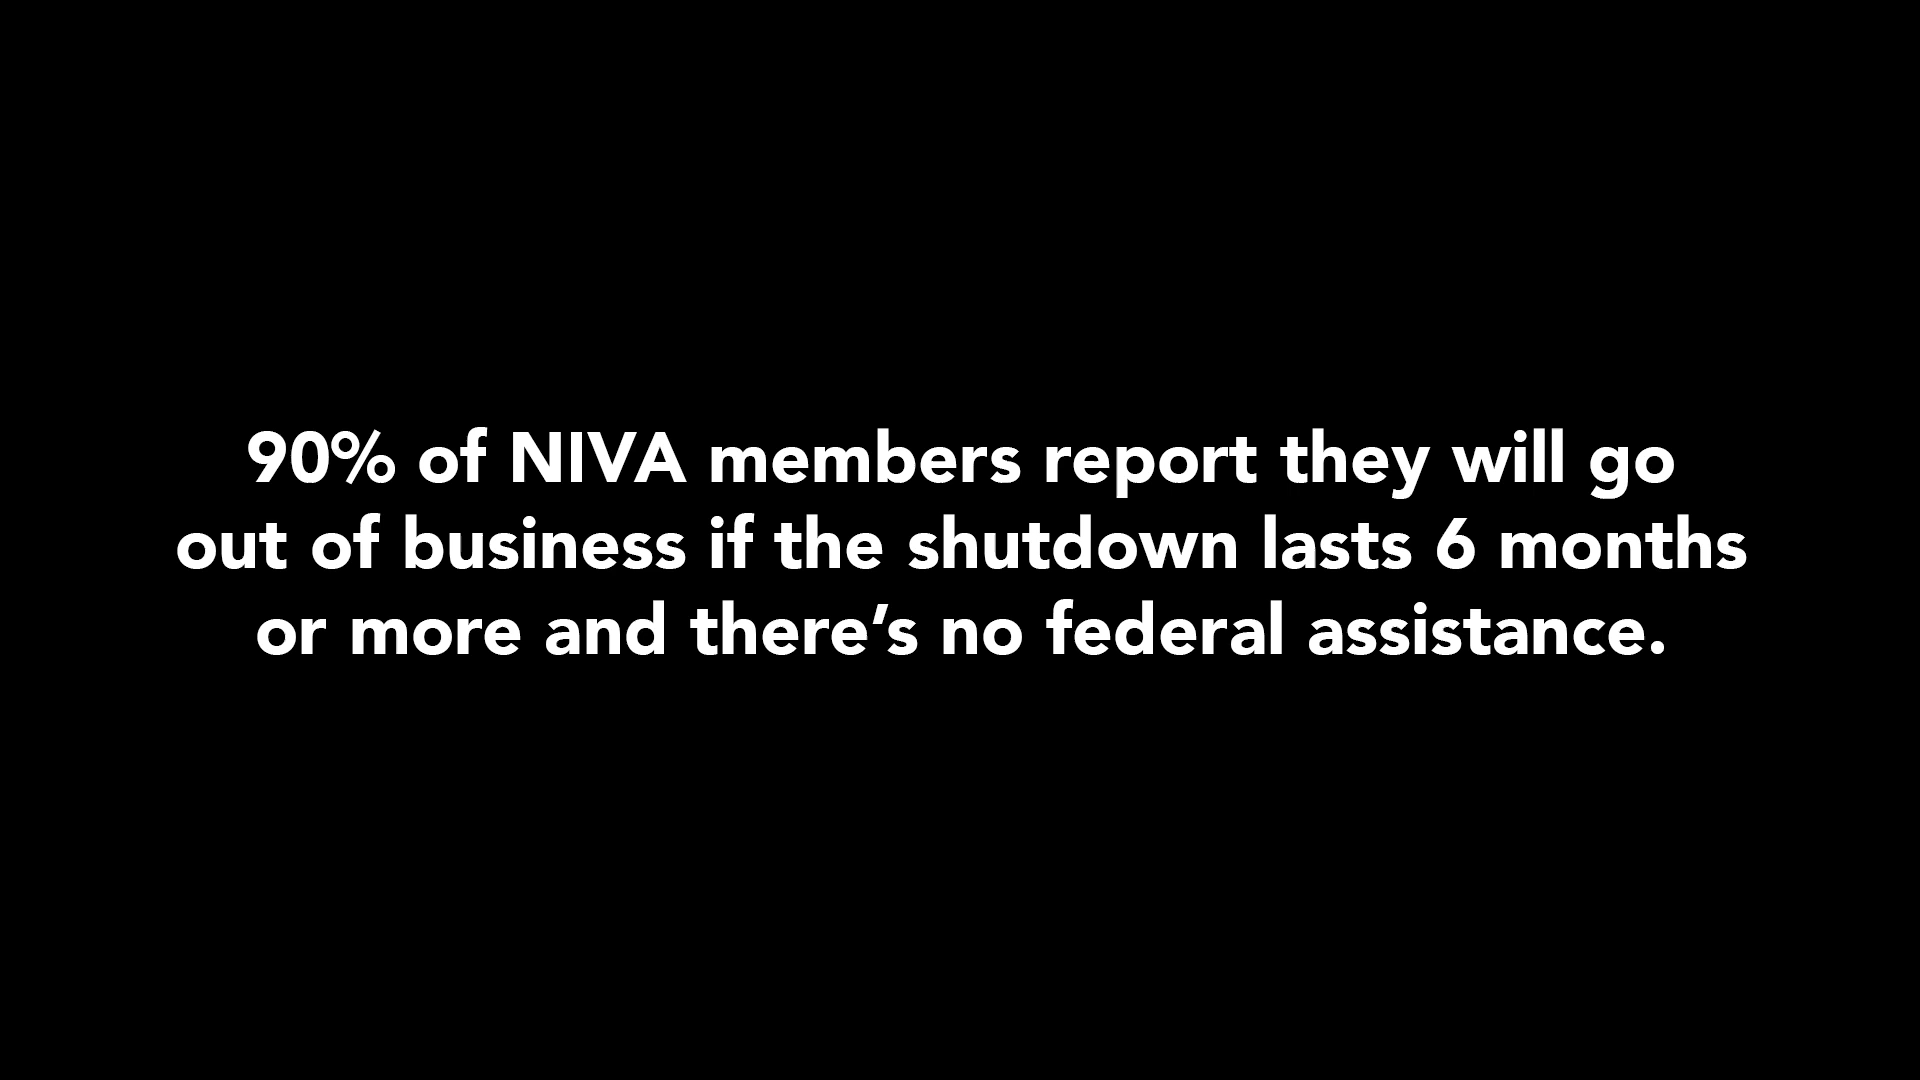 90% of NIVA members report they will go
out of business if the shutdown lasts 6 months
or more and there’s no federal assistance.